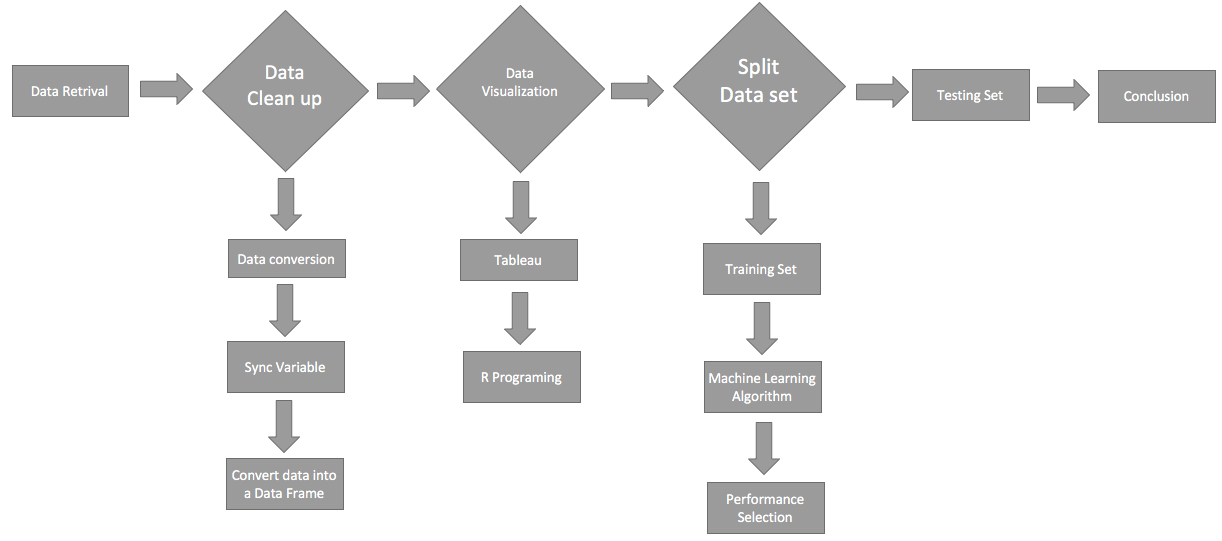 Data Retrival
Data
Clean up
Data
Visualization
Split
Data set
Testing Set
Conclusion
Data conversion
Sync Variable
Convert data into
a Data Frame
Tableau
R Programing
Training Set
Machine Learning
Algorithm
Performance
Selection